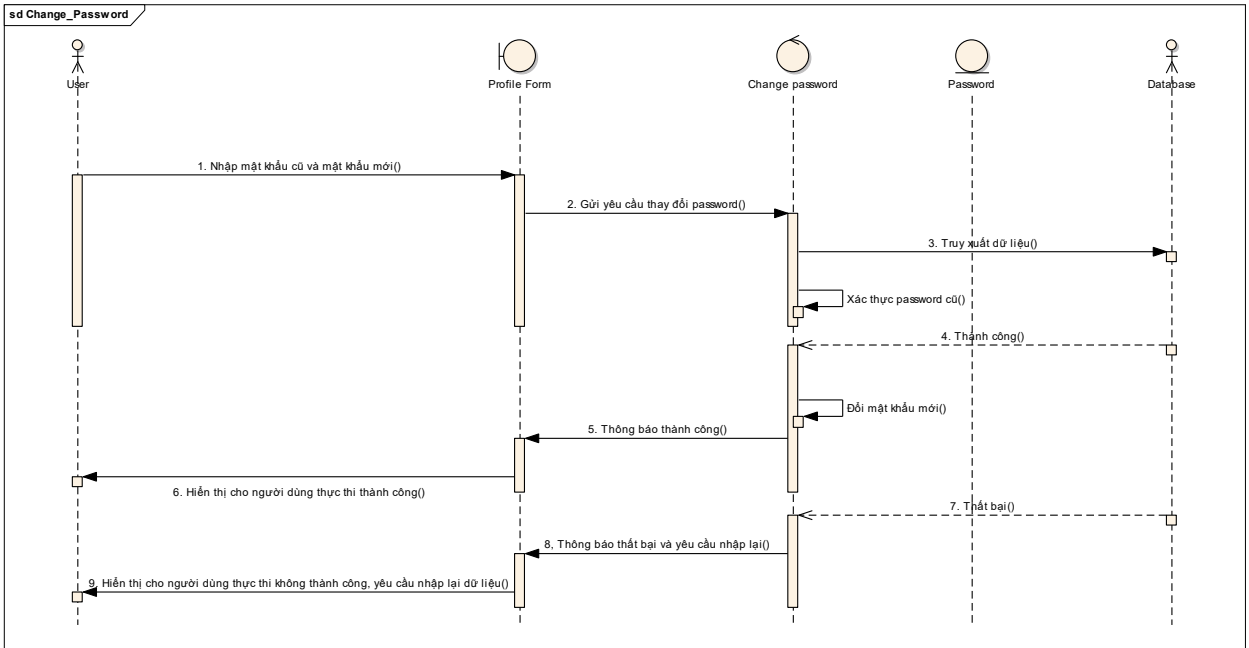 sd Change_Password
User
Profile Form
Change password
Password
Database
1. Nhập mật khẩu cũ và mật khẩu mới()
2. Gửi yêu cầu thay đổi password()
3. Truy xuất dữ liệu()
Xác thực password cũ()
4. Thành công()
Đổi mật khẩu mới()
5. Thông báo thành công()
6. Hiển thị cho người dùng thực thi thành công()
7. Thất bại()
8, Thông báo thất bại và yêu cầu nhập lại()
9. Hiển thị cho người dùng thực thi không thành công, yêu cầu nhập lại dữ liệu()